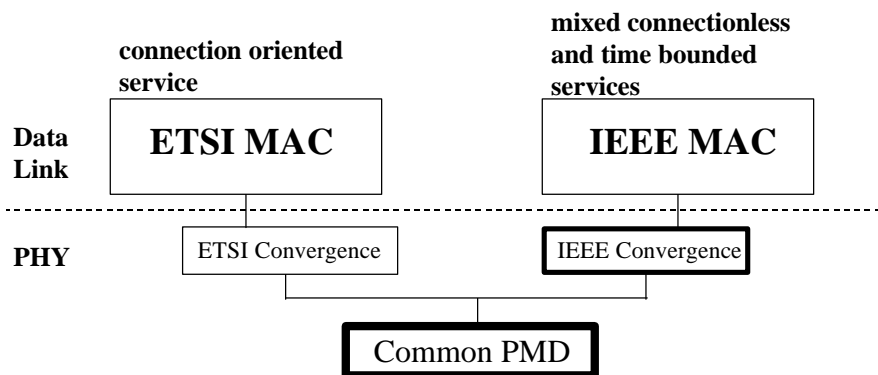 connection oriented
service
mixed connectionless
and time bounded
services
Data
Link
ETSI MAC
IEEE MAC
PHY
ETSI Convergence
IEEE Convergence
Common PMD